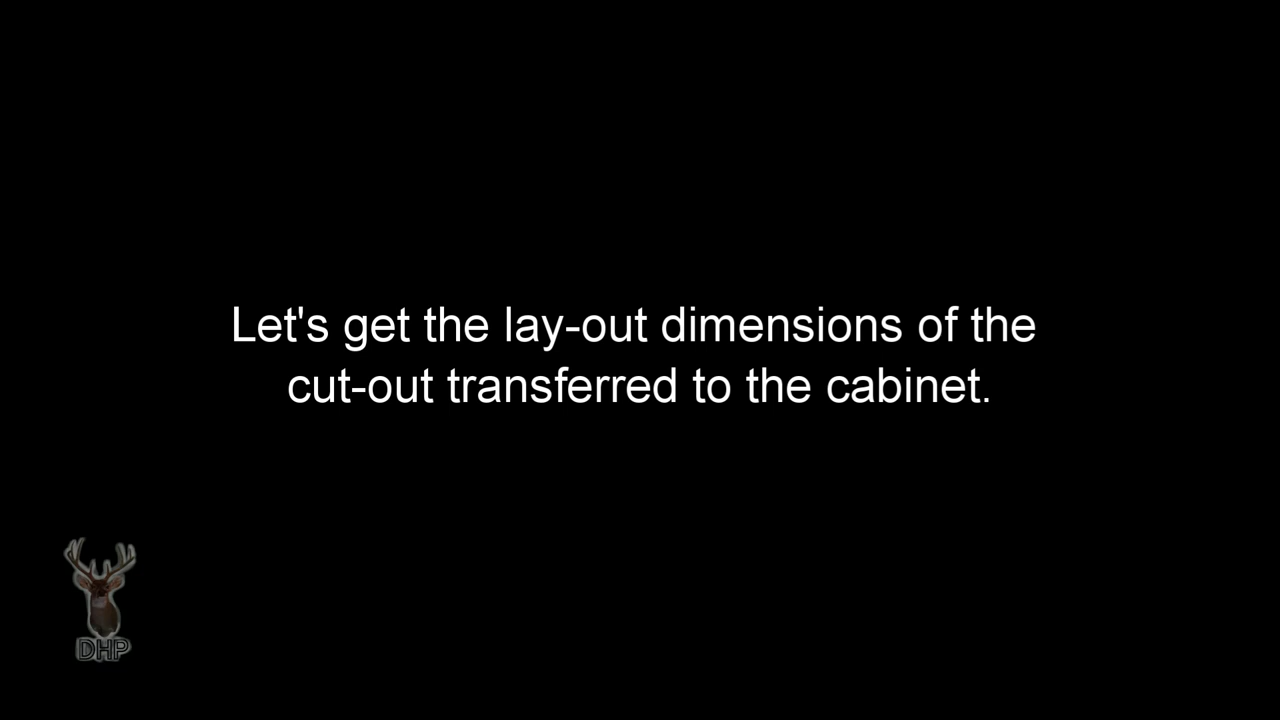 Let's get the lay-out dimensions of the
cut-out transferred to the cabinet.
DHP